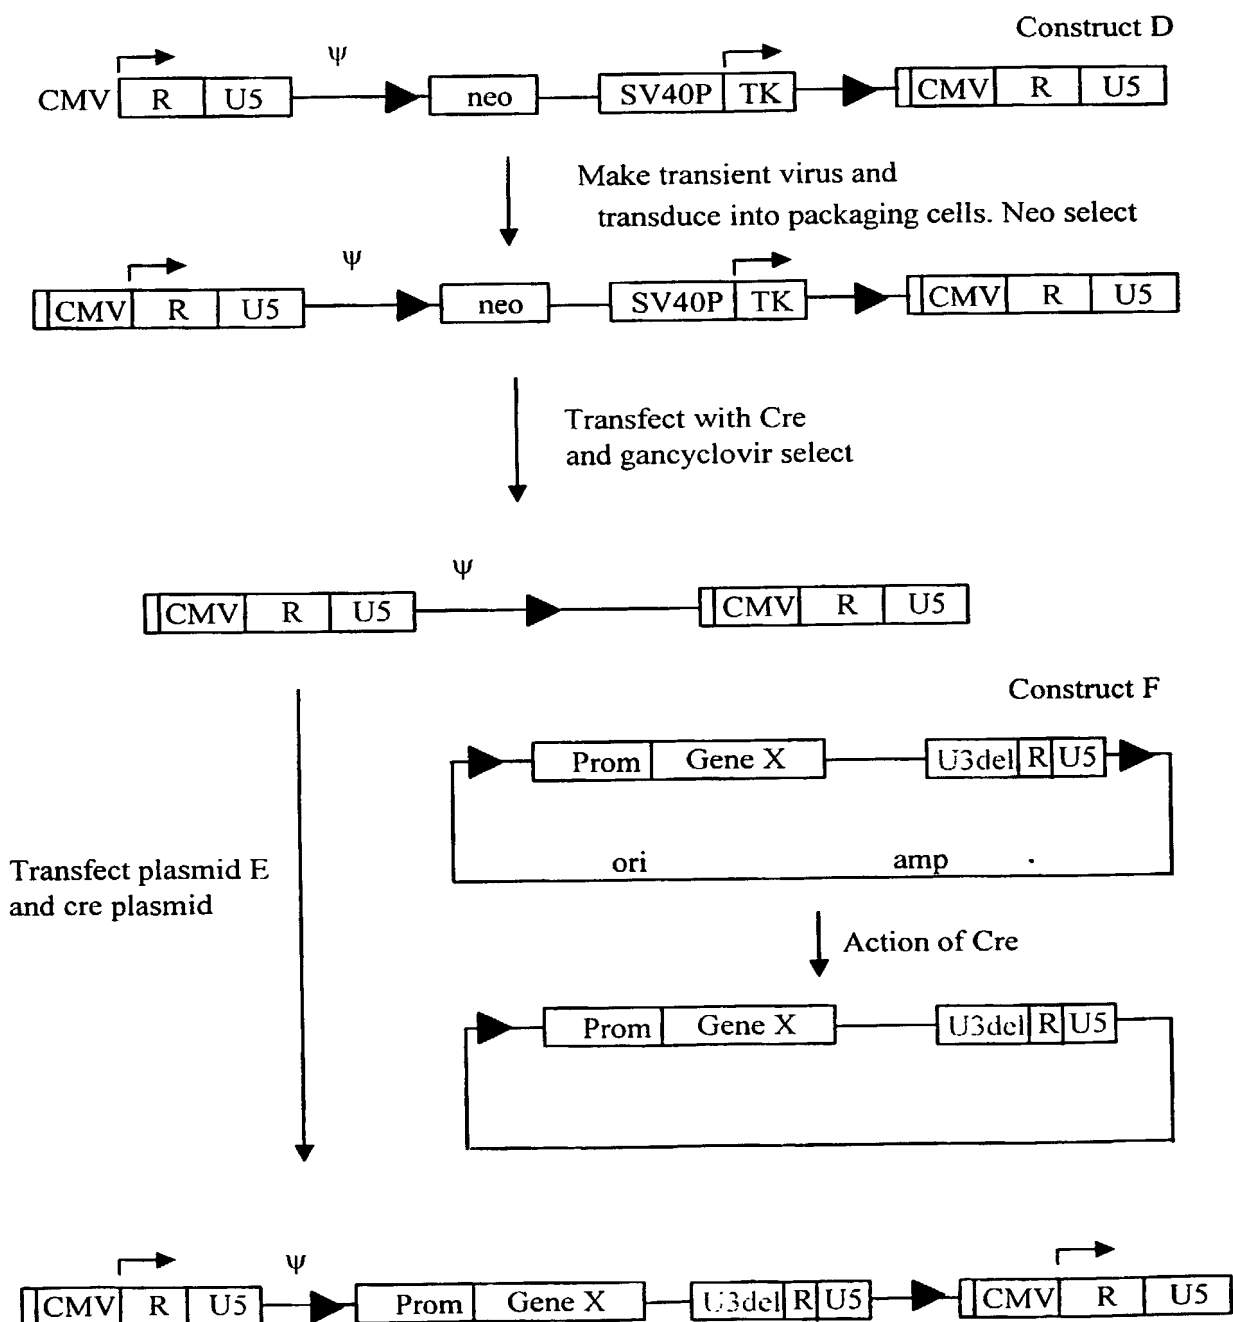 Construct D
ψ
CMV R U5 neo SV40P TK CMV R U5
Make transient virus and
transduce into packaging cells. Neo select
ψ
CMV R U5 neo SV40P TK CMV R U5
Transfect with Cre
and gancyclovir select
ψ
CMV R U5 CMV R U5
Construct F
Prom Gene X U3del R U5
ori amp
Transfect plasmid E
and cre plasmid
Action of Cre
Prom Gene X U3del R U5
ψ
CMV R U5 Prom Gene X U3del R U5 CMV R U5